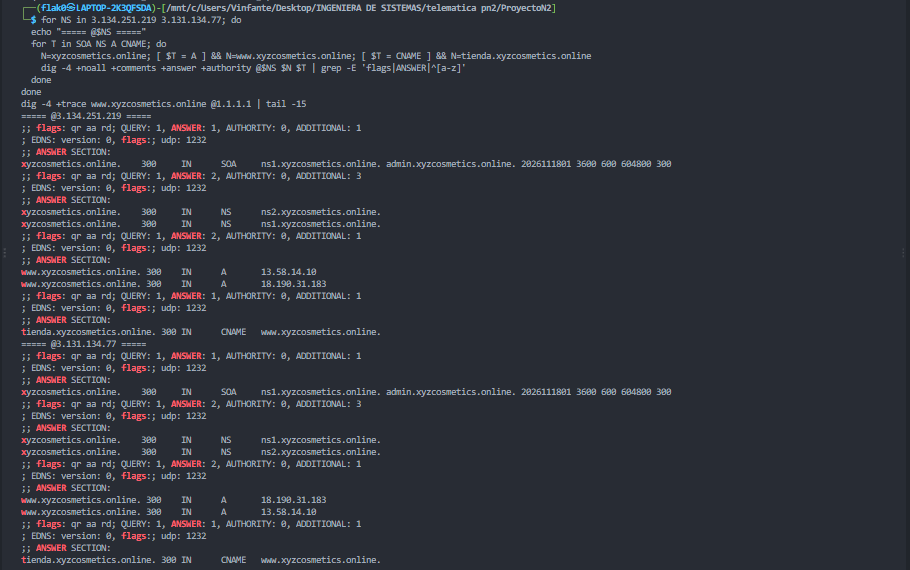 ┌──(flak0㉿LAPTOP-2K3QFSDA)-[/mnt/c/Users/Vinfante/Desktop/INGENIERA DE SISTEMAS/telematica pn2/ProyectoN2]
└─$ for NS in 3.134.251.219 3.131.134.77; do
echo "===== @$NS ====="
for T in SOA NS A CNAME; do
N=xyzcosmetics.online; [ $T = A ] && N=www.xyzcosmetics.online; [ $T = CNAME ] && N=tienda.xyzcosmetics.online
dig -4 +noall +comments +answer +authority @$NS $N $T | grep -E 'flags|ANSWER|^[a-z]'
done
done
dig -4 +trace www.xyzcosmetics.online @1.1.1.1 | tail -15
===== @3.134.251.219 =====
;; flags: qr aa rd; QUERY: 1, ANSWER: 1, AUTHORITY: 0, ADDITIONAL: 1
; EDNS: version: 0, flags:; udp: 1232
;; ANSWER SECTION:
xyzcosmetics.online. 300 IN SOA ns1.xyzcosmetics.online. admin.xyzcosmetics.online. 2026111801 3600 600 604800 300
;; flags: qr aa rd; QUERY: 1, ANSWER: 2, AUTHORITY: 0, ADDITIONAL: 3
; EDNS: version: 0, flags:; udp: 1232
;; ANSWER SECTION:
xyzcosmetics.online. 300 IN NS ns2.xyzcosmetics.online.
xyzcosmetics.online. 300 IN NS ns1.xyzcosmetics.online.
;; flags: qr aa rd; QUERY: 1, ANSWER: 2, AUTHORITY: 0, ADDITIONAL: 1
; EDNS: version: 0, flags:; udp: 1232
;; ANSWER SECTION:
www.xyzcosmetics.online. 300 IN A 13.58.14.10
www.xyzcosmetics.online. 300 IN A 18.190.31.183
;; flags: qr aa rd; QUERY: 1, ANSWER: 1, AUTHORITY: 0, ADDITIONAL: 1
; EDNS: version: 0, flags:; udp: 1232
;; ANSWER SECTION:
tienda.xyzcosmetics.online. 300 IN CNAME www.xyzcosmetics.online.
===== @3.131.134.77 =====
;; flags: qr aa rd; QUERY: 1, ANSWER: 1, AUTHORITY: 0, ADDITIONAL: 1
; EDNS: version: 0, flags:; udp: 1232
;; ANSWER SECTION:
xyzcosmetics.online. 300 IN SOA ns1.xyzcosmetics.online. admin.xyzcosmetics.online. 2026111801 3600 600 604800 300
;; flags: qr aa rd; QUERY: 1, ANSWER: 2, AUTHORITY: 0, ADDITIONAL: 3
; EDNS: version: 0, flags:; udp: 1232
;; ANSWER SECTION:
xyzcosmetics.online. 300 IN NS ns1.xyzcosmetics.online.
xyzcosmetics.online. 300 IN NS ns2.xyzcosmetics.online.
;; flags: qr aa rd; QUERY: 1, ANSWER: 2, AUTHORITY: 0, ADDITIONAL: 1
; EDNS: version: 0, flags:; udp: 1232
;; ANSWER SECTION:
www.xyzcosmetics.online. 300 IN A 18.190.31.183
www.xyzcosmetics.online. 300 IN A 13.58.14.10
;; flags: qr aa rd; QUERY: 1, ANSWER: 1, AUTHORITY: 0, ADDITIONAL: 1
; EDNS: version: 0, flags:; udp: 1232
;; ANSWER SECTION:
tienda.xyzcosmetics.online. 300 IN CNAME www.xyzcosmetics.online.